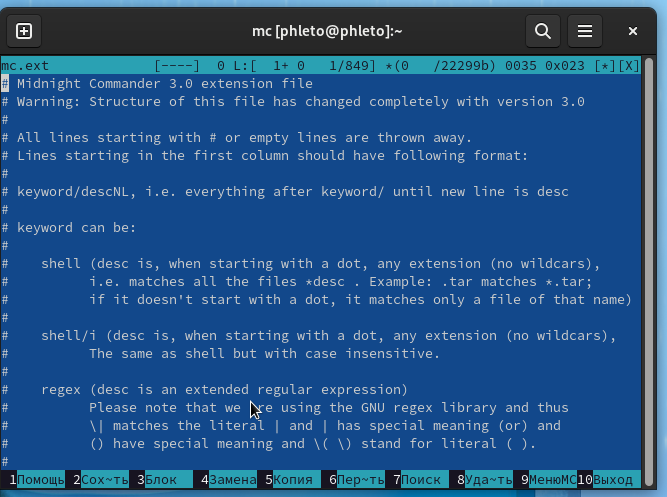 mc [phleto@phleto]:~
mc.ext [----] 0 L:[ 1+ 0 1/849] *(0 /22299b) 0035 0x023 [*][X]
# Midnight Commander 3.0 extension file
# Warning: Structure of this file has changed completely with version 3.0
#
# All lines starting with # or empty lines are thrown away.
# Lines starting in the first column should have following format:
#
# keyword/descNL, i.e. everything after keyword/ until new line is desc
#
# keyword can be:
#
# shell (desc is, when starting with a dot, any extension (no wildcars),
# i.e. matches all the files *desc . Example: .tar matches *.tar;
# if it doesn't start with a dot, it matches only a file of that name)
#
# shell/i (desc is, when starting with a dot, any extension (no wildcars),
# The same as shell but with case insensitive.
#
# regex (desc is an extended regular expression)
# Please note that we are using the GNU regex library and thus
# \| matches the literal | and | has special meaning (or) and
# () have special meaning and \( \) stand for literal ( ).
#
1Помощь 2Сох~ть 3Блок 4Замена 5Копия 6Пер~ть 7Поиск 8Уда~ть 9МенюMC 10Выход